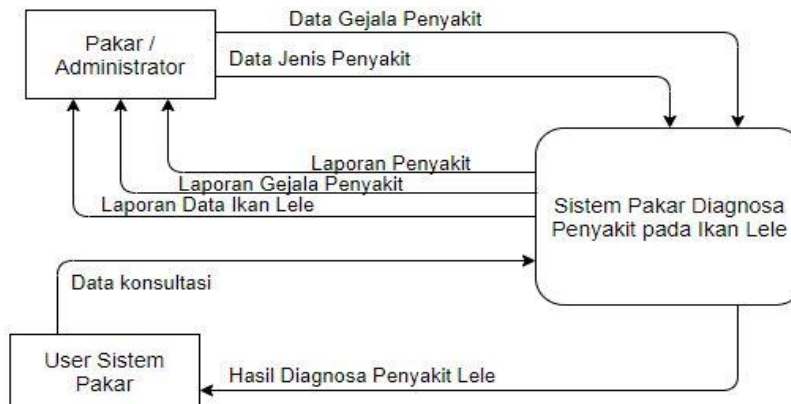 Data Gejala Penyakit
Pakar /
Administrator
Data Jenis Penyakit
Laporan Penyakit
Laporan Gejala Penyakit
Laporan Data Ikan Lele
Sistem Pakar Diagnosa
Penyakit pada Ikan Lele
Data konsultasi
User Sistem
Pakar
Hasil Diagnosa Penyakit Lele